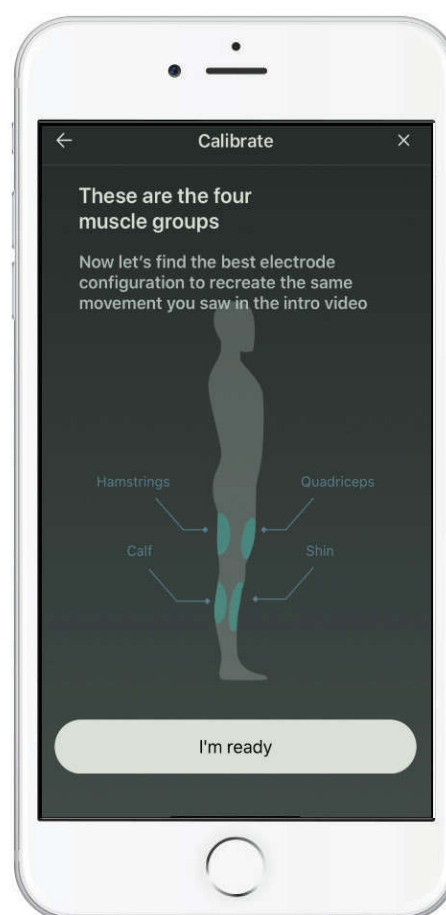 Calibrate
These are the four
muscle groups
Now let's find the best electrode
configuration to recreate the same
movement you saw in the intro video
Hamstrings
Quadriceps
Calf
Shin
I'm ready